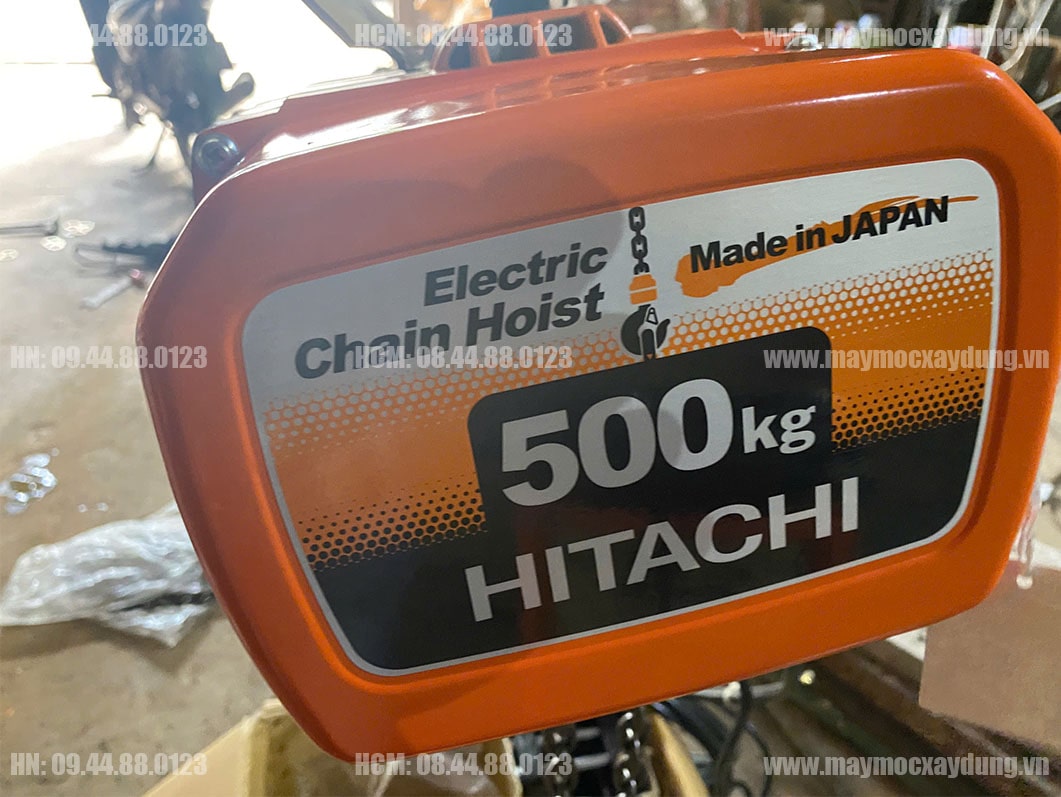 HN: 09.44.88.0123 HCM: 08.44.88.0123 www.maymocxaydung.vn
Made in JAPAN
Electric
Chain Hoist
HN: 09.44.88.0123 HCM: 08.44.88.0123 www.maymocxaydung.vn
500kg
HITACHI
HN: 09.44.88.0123 HCM: 08.44.88.0123 www.maymocxaydung.vn